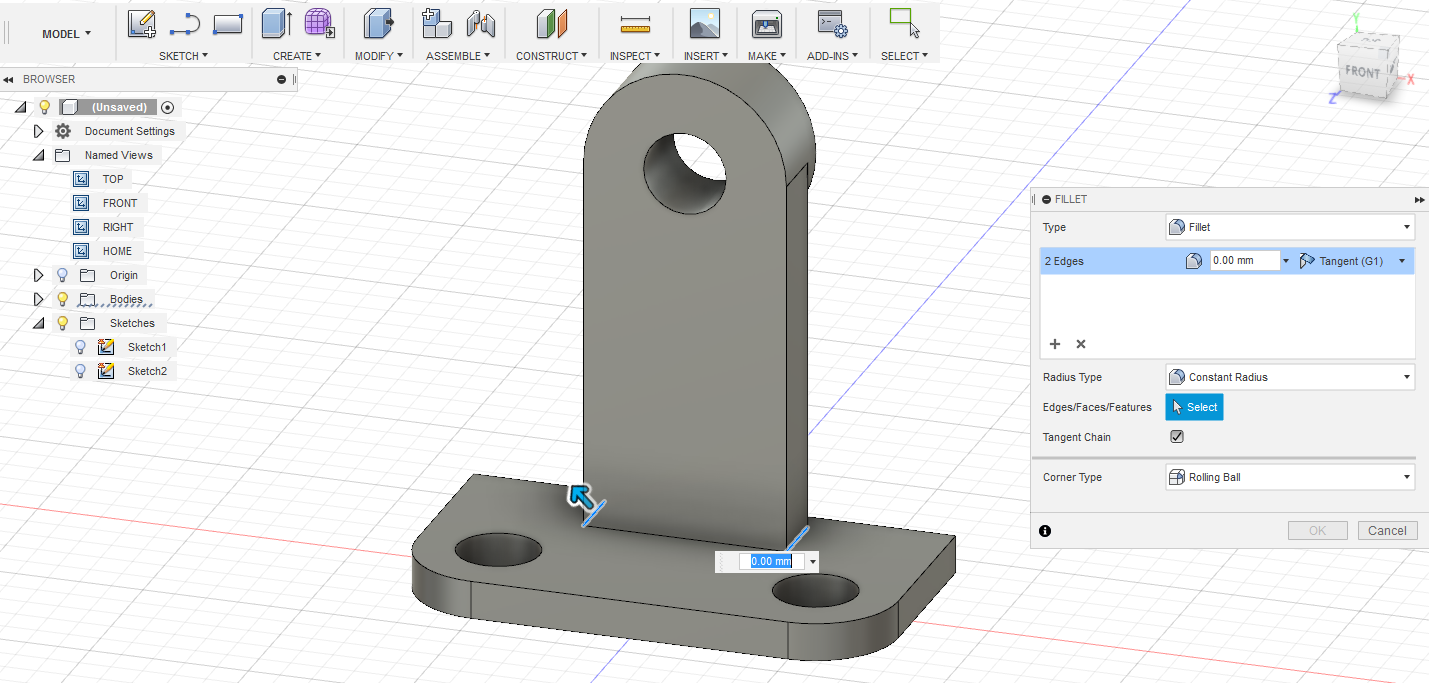 MODEL ▾
SKETCH ▾
CREATE ▾
MODIFY ▾
ASSEMBLE ▾
CONSTRUCT ▾
INSPECT ▾
INSERT ▾
MAKE ▾
ADD-INS ▾
SELECT ▾
BROWSER
(Unsaved)
Document Settings
Named Views
TOP
FRONT
RIGHT
HOME
Origin
Bodies
Sketches
Sketch1
Sketch2
Y
FRONT
X
Z
FILLET
Type Fillet
2 Edges 0.00 mm Tangent (G1)
Radius Type Constant Radius
Edges/Faces/Features Select
Tangent Chain
Corner Type Rolling Ball
OK Cancel
0.00 mm